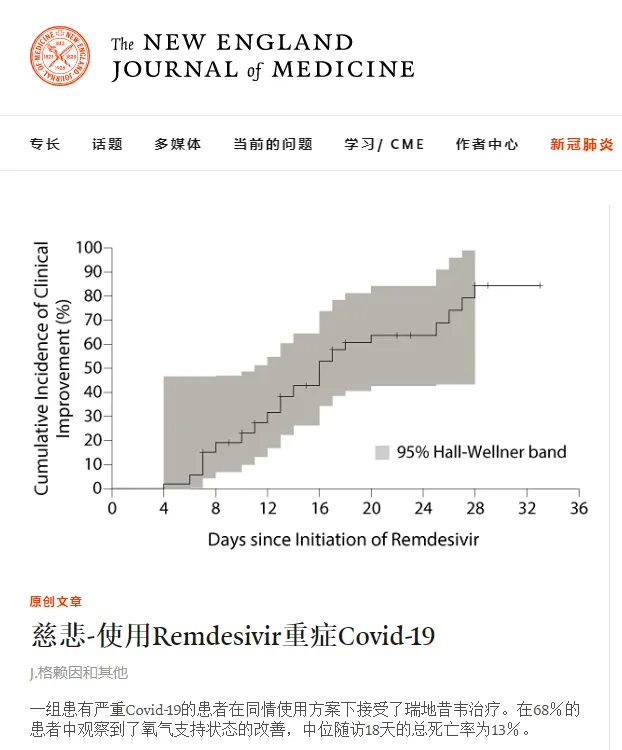 The NEW ENGLAND
JOURNAL of MEDICINE
专长 话题 多媒体 当前的问题 学习/ CME 作者中心 新冠肺炎
Cumulative Incidence of Clinical
Improvement (%)
100
90
80
70
60
50
40
30
20
10
0
95% Hall-Wellner band
0 4 8 12 16 20 24 28 32 36
Days since Initiation of Remdesivir
原创文章
慈悲-使用Remdesivir重症Covid-19
J.格赖因和其他
一组患有严重Covid-19的患者在同情使用方案下接受了瑞地昔韦治疗。在68％的
患者中观察到了氧气支持状态的改善，中位随访18天的总死亡率为13％。